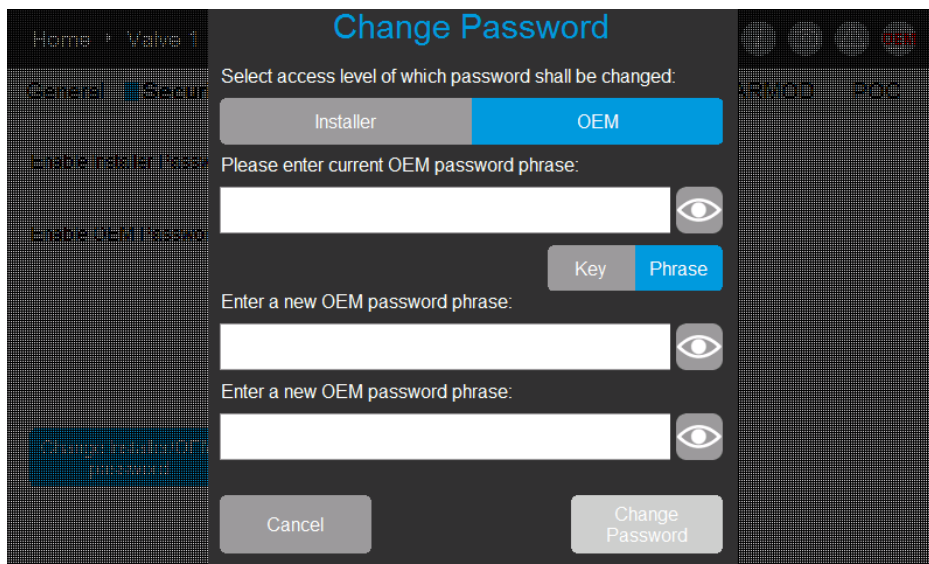 Change Password
Home Valve 1
Select access level of which password shall be changed:
General Secur
POC
Installer OEM
Please enter current OEM password phrase:
Key Phrase
Enter a new OEM password phrase:
Enter a new OEM password phrase:
Cancel
Change
Password